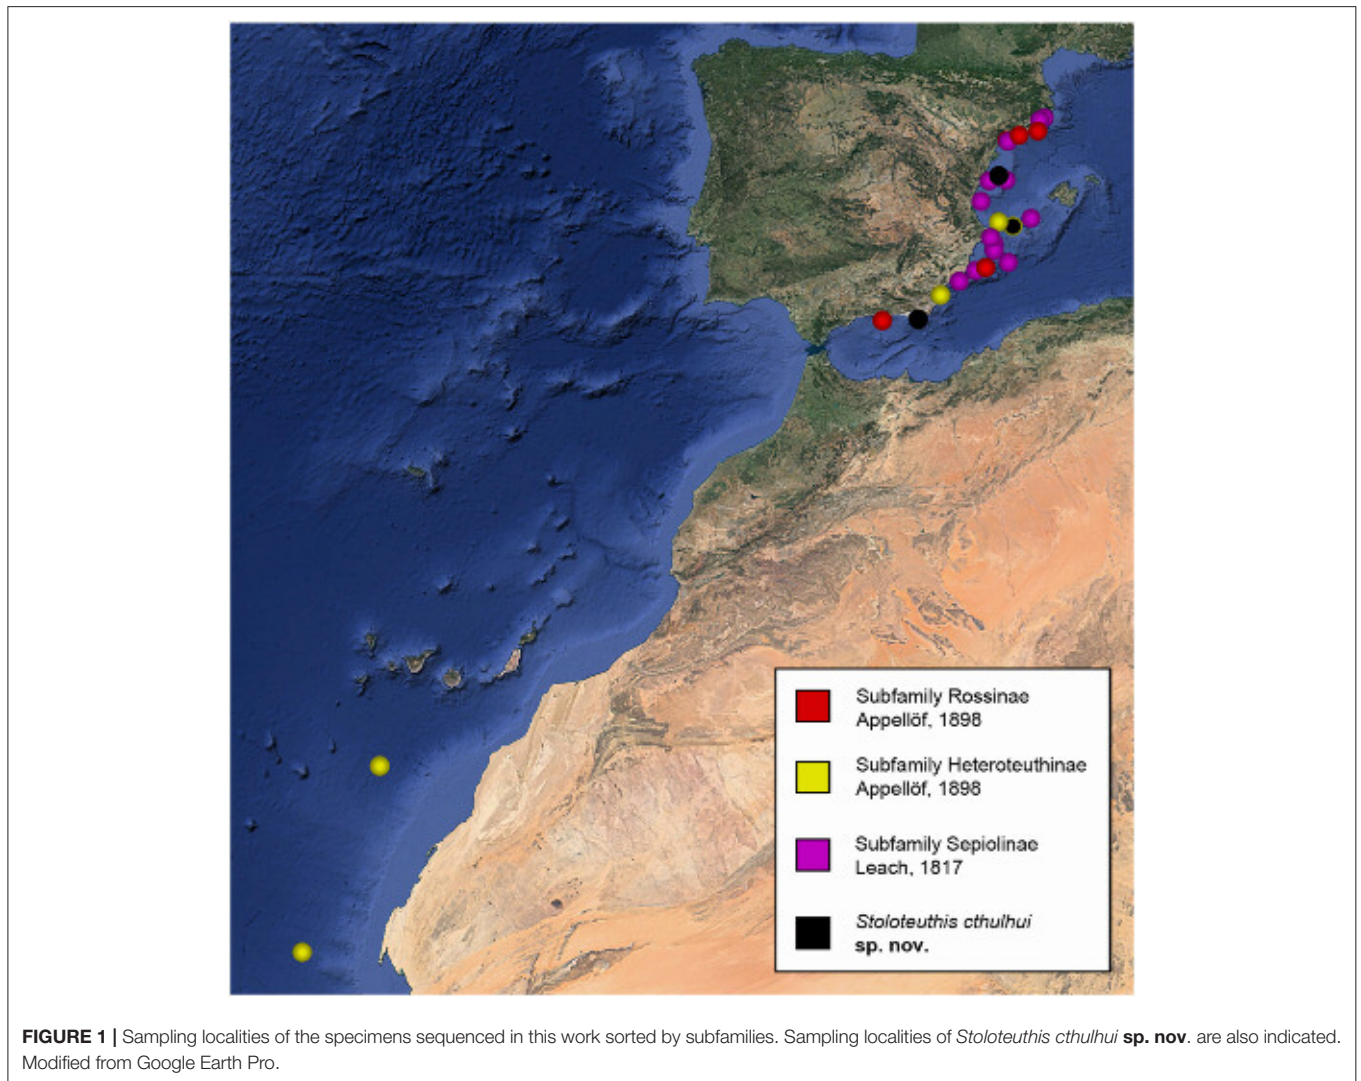 Subfamily Rossinae
Appellöf, 1898
Subfamily Heteroteuthinae
Appellöf, 1898
Subfamily Sepiolinae
Leach, 1817
Stoloteuthis cthulhui
sp. nov.
FIGURE 1 | Sampling localities of the specimens sequenced in this work sorted by subfamilies. Sampling localities of Stoloteuthis cthulhui sp. nov. are also indicated.
Modified from Google Earth Pro.